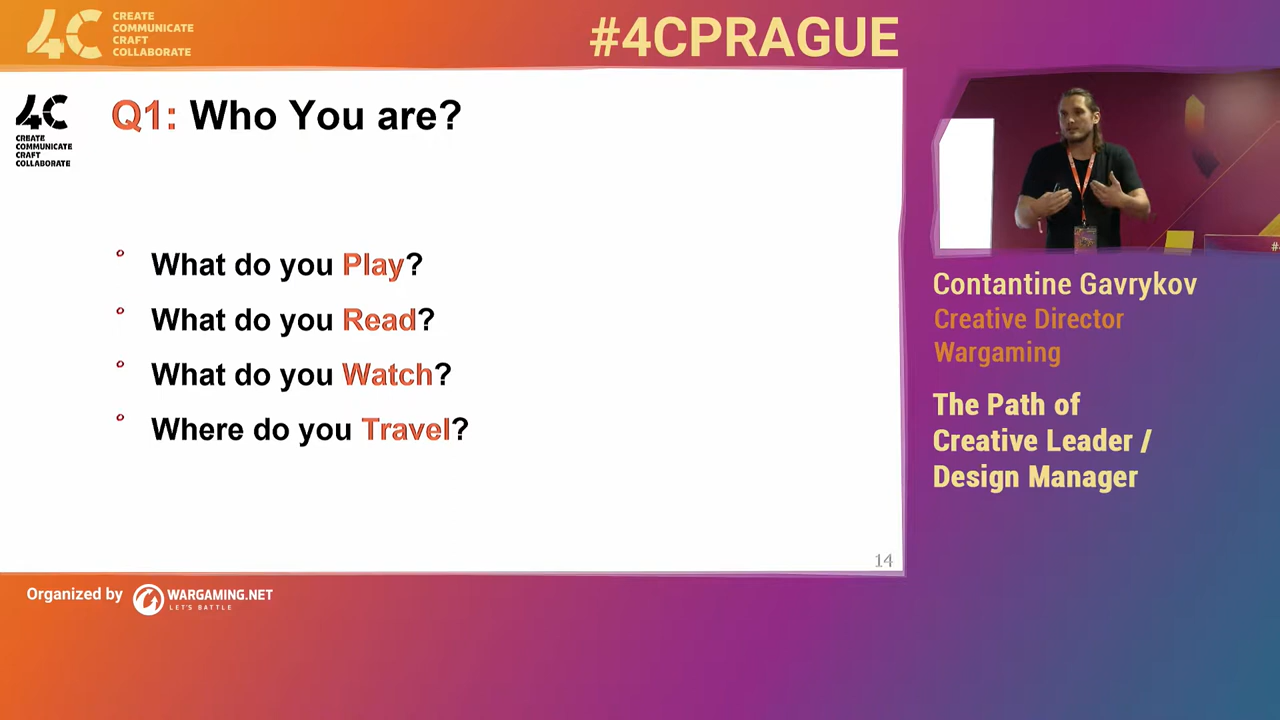 4C
CREATE
COMMUNICATE
CRAFT
COLLABORATE
#4CPRAGUE
4C
CREATE
COMMUNICATE
CRAFT
COLLABORATE
Q1: Who You are?
What do you Play?
What do you Read?
What do you Watch?
Where do you Travel?
14
Contantine Gavrykov
Creative Director
Wargaming
The Path of
Creative Leader /
Design Manager
Organized by
WARGAMING.NET
LET'S BATTLE